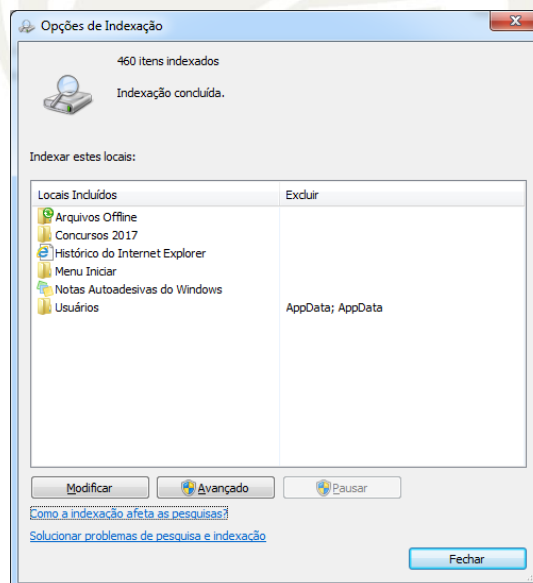 Opções de Indexação
460 itens indexados
Indexação concluída.
Indexar estes locais:
Locais Incluídos Excluir
Arquivos Offline
Concursos 2017
Histórico do Internet Explorer
Menu Iniciar
Notas Autoadesivas do Windows
Usuários AppData; AppData
Modificar Avançado Pausar
Como a indexação afeta as pesquisas?
Solucionar problemas de pesquisa e indexação
Fechar